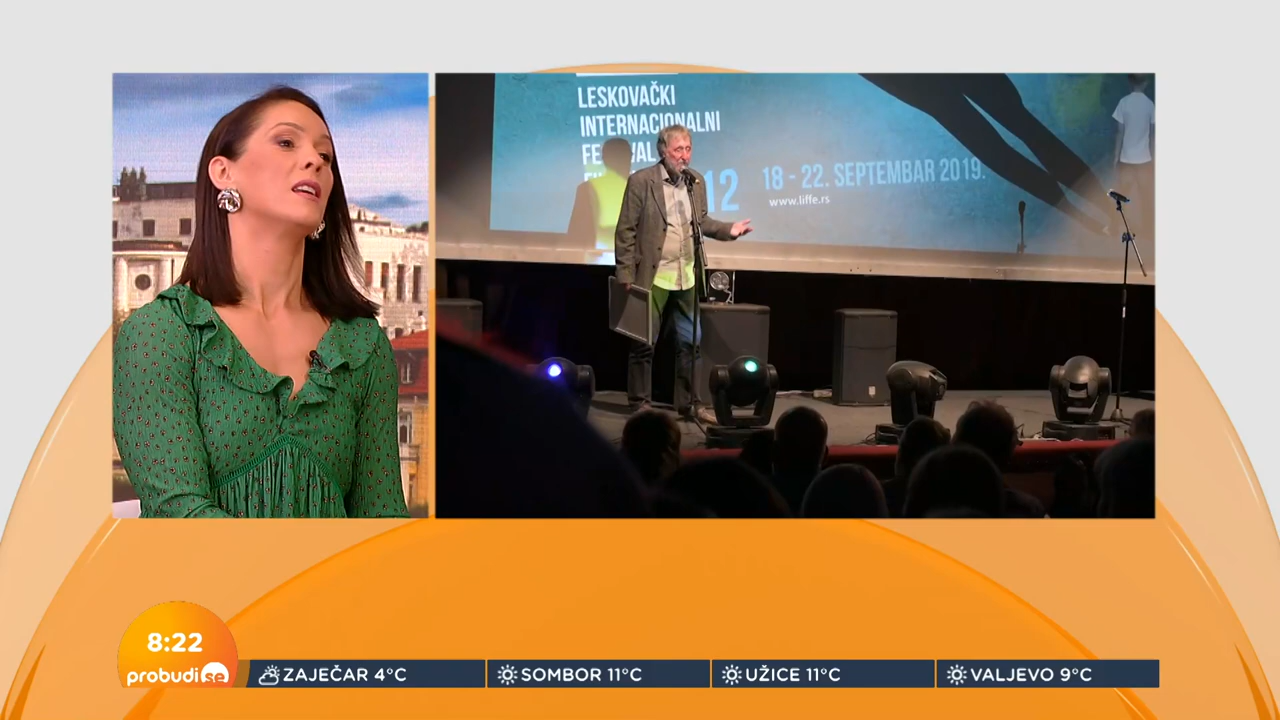 LESKOVAČKI
INTERNACIONALNI
12
18 - 22. SEPTEMBAR 2019.
www.liffe.rs
8:22
probudi se
ZAJEČAR 4°C
SOMBOR 11°C
UŽICE 11°C
VALJEVO 9°C